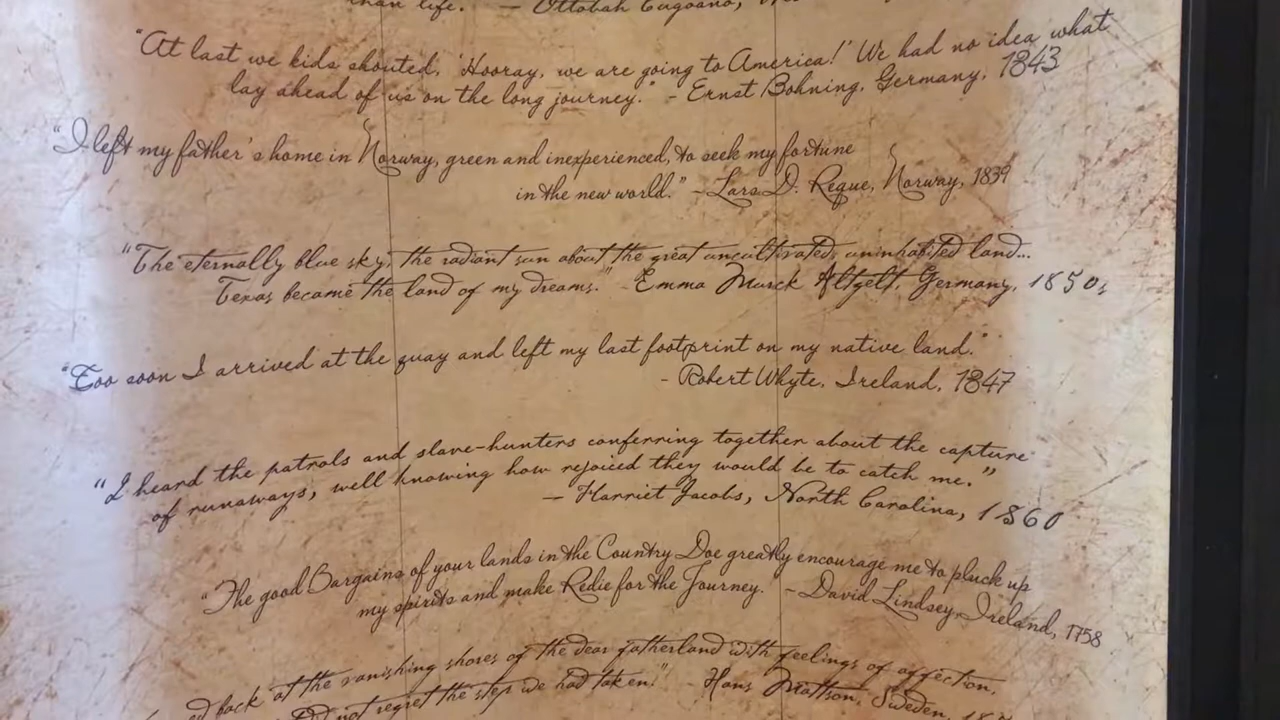 than life." — Ottobah Cugoano,
"At last we kids shouted, 'Hooray, we are going to America!' We had no idea what
lay ahead of us on the long journey." - Ernst Bohning, Germany, 1843
"I left my father's home in Norway, green and inexperienced, to seek my fortune
in the new world." - Lars D. Reque, Norway, 1839
"The eternally blue sky, the radiant sun about the great uncultivated, uninhabited land...
Texas became the land of my dreams." - Emma Murck Altgelt, Germany, 1850s
"Too soon I arrived at the quay and left my last footprint on my native land."
- Robert Whyte, Ireland, 1847
"I heard the patrols and slave-hunters conferring together about the capture
of runaways, well knowing how rejoiced they would be to catch me."
— Harriet Jacobs, North Carolina, 1860
"The good Bargains of your lands in the Country Doe greatly encourage me to pluck up
my spirits and make Redie for the Journey." - David Lindsey, Ireland, 1758
back at the vanishing shores of the dear fatherland with feelings of affection,
did not regret the step we had taken!" - Hans Mattson, Sweden,